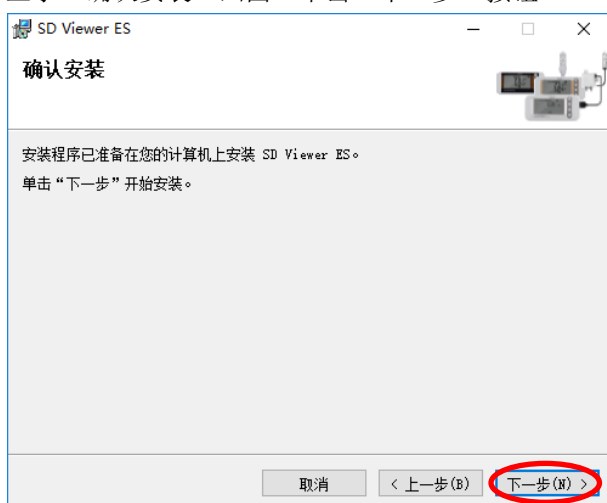 SD Viewer ES
确认安装
安装程序已准备在您的计算机上安装 SD Viewer ES。
单击“下一步”开始安装。
取消
< 上一步(B)
下一步(N) >